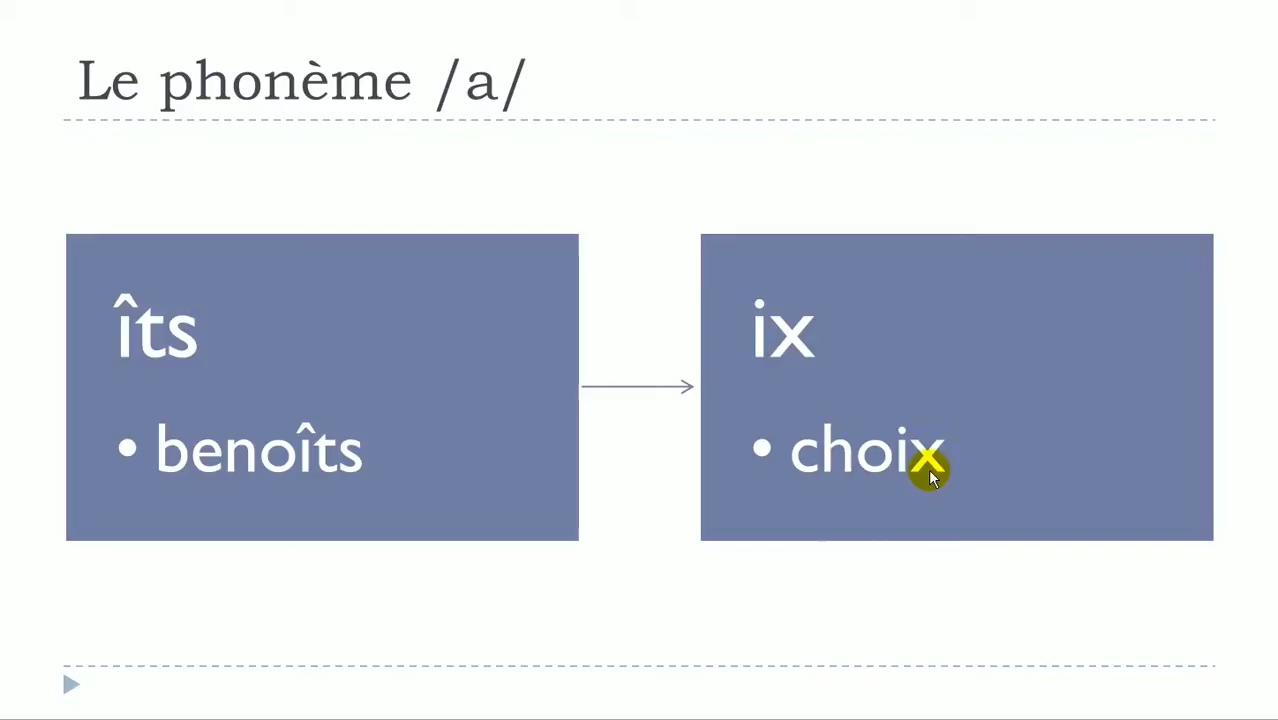 Le phonème /a/
îts
• benoîts
ix
• choix